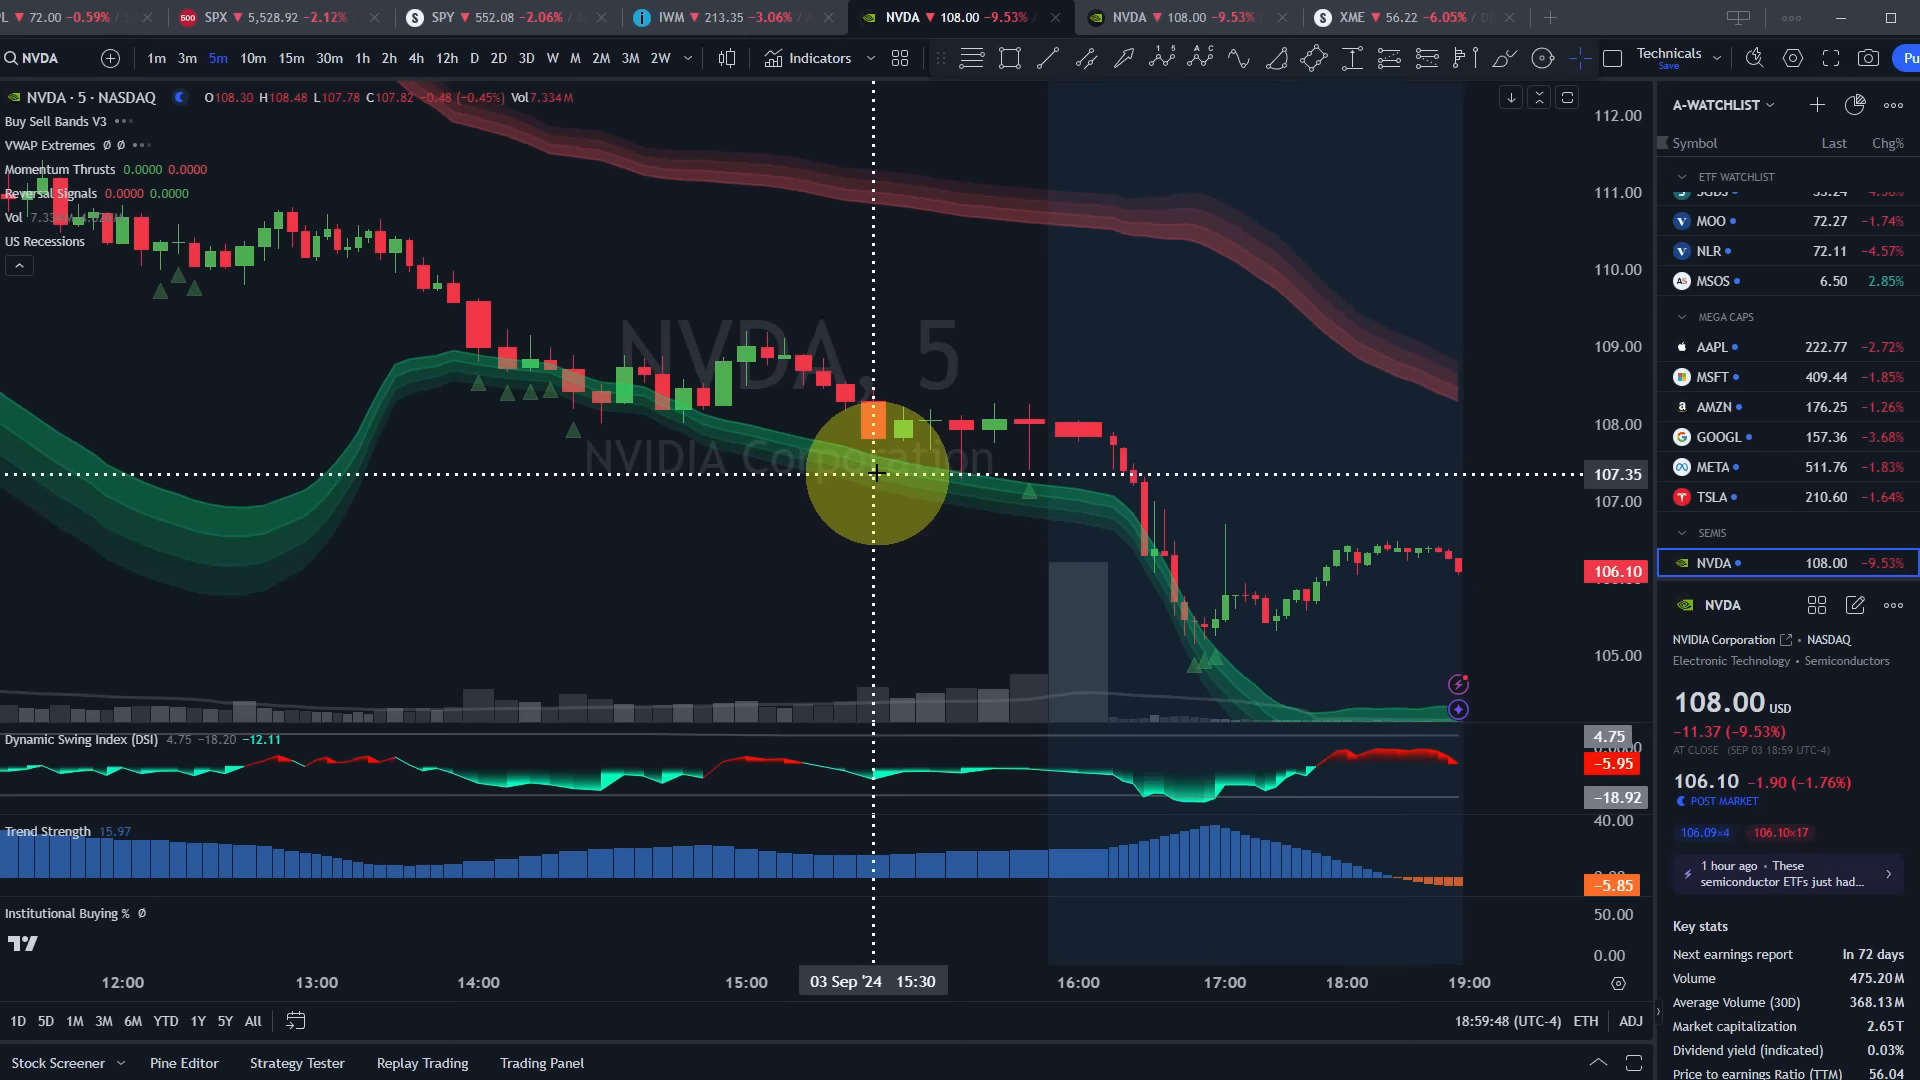 72.00 −0.59%
500 SPX 5,528.92 −2.12%
S SPY 552.08 −2.06%
i IWM 213.35 −3.06%
NVDA 108.00 −9.53%
NVDA 108.00 −9.53%
S XME 56.22 −6.05%
NVDA 1m 3m 5m 10m 15m 30m 1h 2h 4h 12h D 2D 3D W M 2M 3M 2W Indicators Technicals Save Pu
NVDA · 5 · NASDAQ O108.30 H108.48 L107.78 C107.82 −0.48 (−0.45%) Vol7.334M
Buy Sell Bands V3
VWAP Extremes Ø Ø
Momentum Thrusts 0.0000 0.0000
Reversal Signals 0.0000 0.0000
Vol
US Recessions
NVDA, 5
NVIDIA Corporation
112.00
111.00
110.00
109.00
108.00
107.35
107.00
106.10
105.00
Dynamic Swing Index (DSI) 4.75 −18.20 −12.11
4.75
−5.95
−18.92
Trend Strength 15.97
40.00
−5.85
Institutional Buying % Ø
50.00
0.00
12:00 13:00 14:00 15:00 03 Sep '24 15:30 16:00 17:00 18:00 19:00
1D 5D 1M 3M 6M YTD 1Y 5Y All
18:59:48 (UTC-4) ETH ADJ
Stock Screener Pine Editor Strategy Tester Replay Trading Trading Panel
A-WATCHLIST
Symbol Last Chg%
ETF WATCHLIST
MOO 72.27 −1.74%
NLR 72.11 −4.57%
AS MSOS 6.50 2.85%
MEGA CAPS
AAPL 222.77 −2.72%
MSFT 409.44 −1.85%
AMZN 176.25 −1.26%
GOOGL 157.36 −3.68%
META 511.76 −1.83%
TSLA 210.60 −1.64%
SEMIS
NVDA 108.00 −9.53%
NVDA
NVIDIA Corporation • NASDAQ
Electronic Technology • Semiconductors
108.00 USD
−11.37 (−9.53%)
AT CLOSE (SEP 03 18:59 UTC-4)
106.10 −1.90 (−1.76%)
POST MARKET
106.09×4 106.10×17
1 hour ago • These
semiconductor ETFs just had...
Key stats
Next earnings report In 72 days
Volume 475.20M
Average Volume (30D) 368.13M
Market capitalization 2.65T
Dividend yield (indicated) 0.03%
Price to earnings Ratio (TTM) 56.04